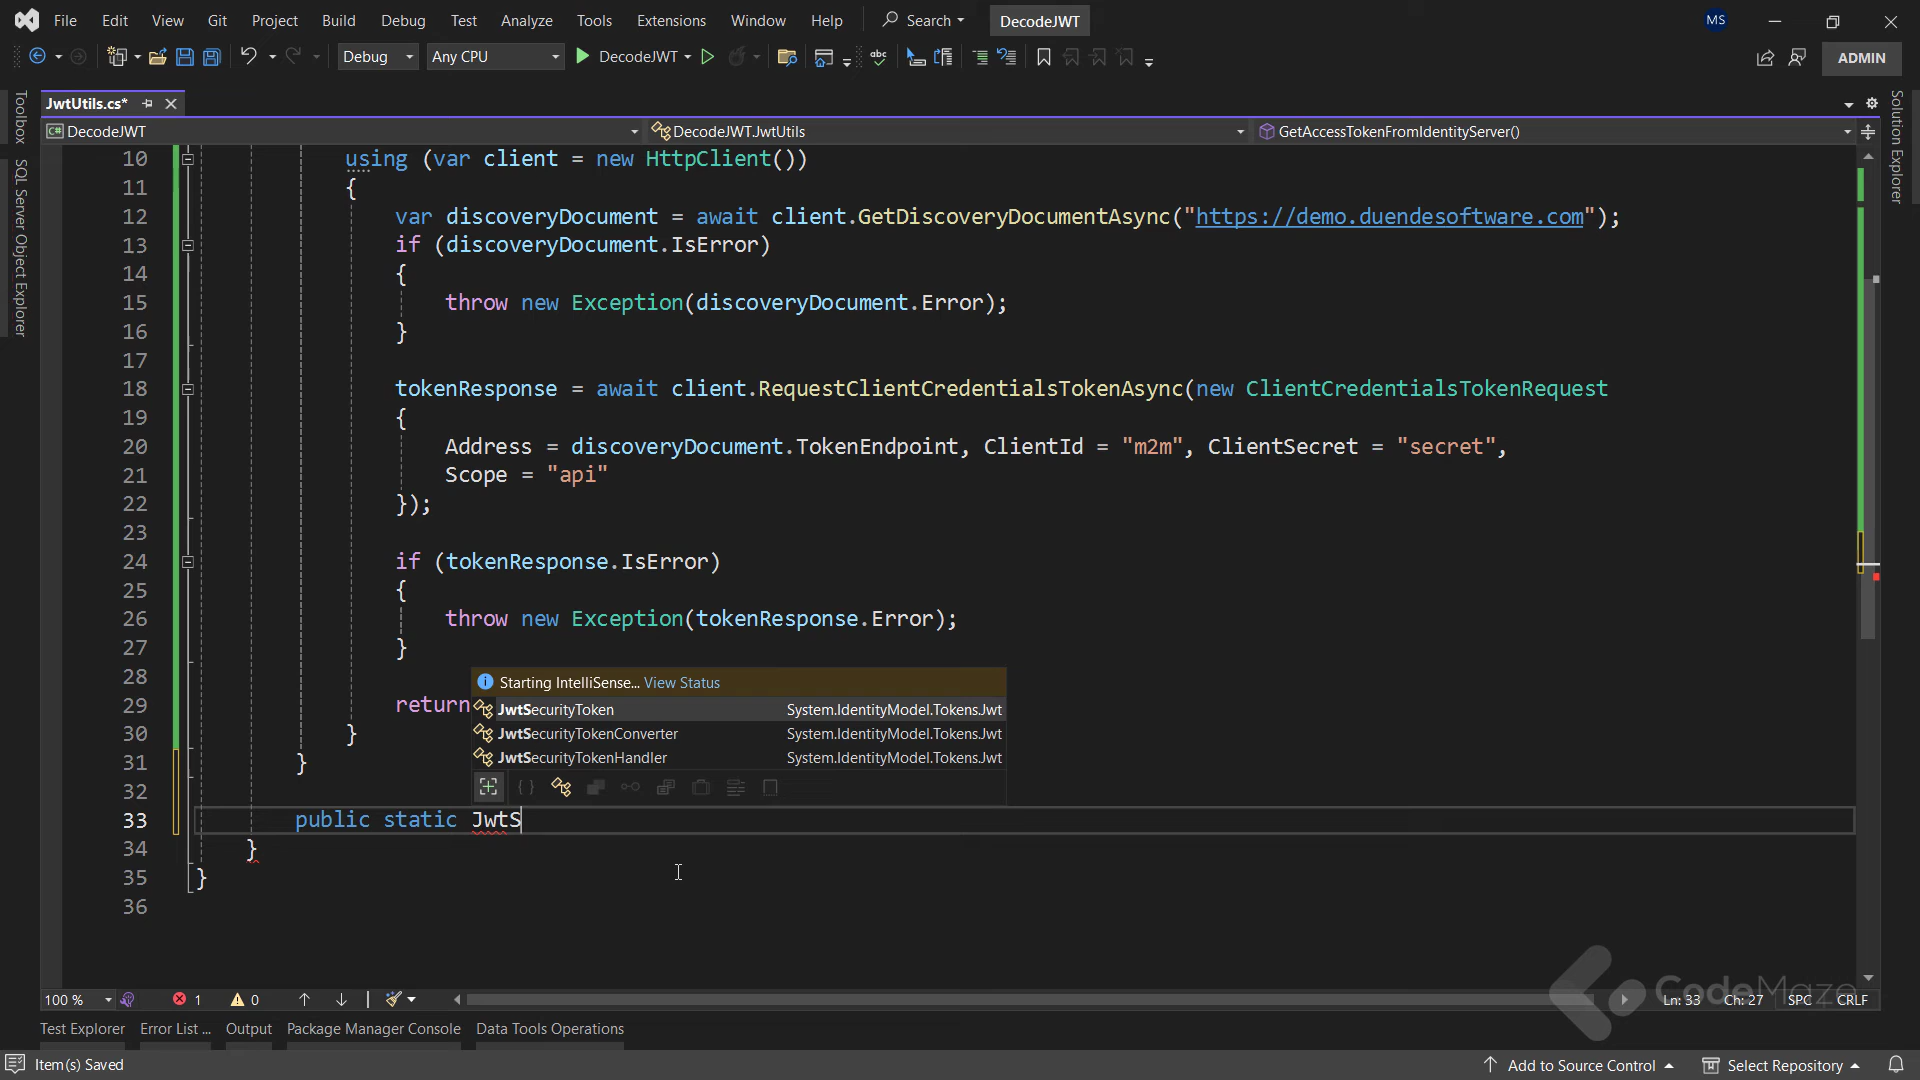 File Edit View Git Project Build Debug Test Analyze Tools Extensions Window Help Search DecodeJWT MS
Debug Any CPU DecodeJWT abc ADMIN
JwtUtils.cs*
C# DecodeJWT DecodeJWT.JwtUtils GetAccessTokenFromIdentityServer()
Toolbox
SQL Server Object Explorer
Solution Explorer
10 using (var client = new HttpClient())
11 {
12 var discoveryDocument = await client.GetDiscoveryDocumentAsync("https://demo.duendesoftware.com");
13 if (discoveryDocument.IsError)
14 {
15 throw new Exception(discoveryDocument.Error);
16 }
17
18 tokenResponse = await client.RequestClientCredentialsTokenAsync(new ClientCredentialsTokenRequest
19 {
20 Address = discoveryDocument.TokenEndpoint, ClientId = "m2m", ClientSecret = "secret",
21 Scope = "api"
22 });
23
24 if (tokenResponse.IsError)
25 {
26 throw new Exception(tokenResponse.Error);
27 }
28
Starting IntelliSense... View Status
29 return
JwtSecurityToken System.IdentityModel.Tokens.Jwt
30 }
JwtSecurityTokenConverter System.IdentityModel.Tokens.Jwt
31 }
JwtSecurityTokenHandler System.IdentityModel.Tokens.Jwt
32
33 public static JwtS
34 }
35 }
36
CodeMaze
100 % 1 0 Ln: 33 Ch: 27 SPC CRLF
Test Explorer Error List ... Output Package Manager Console Data Tools Operations
Item(s) Saved Add to Source Control Select Repository